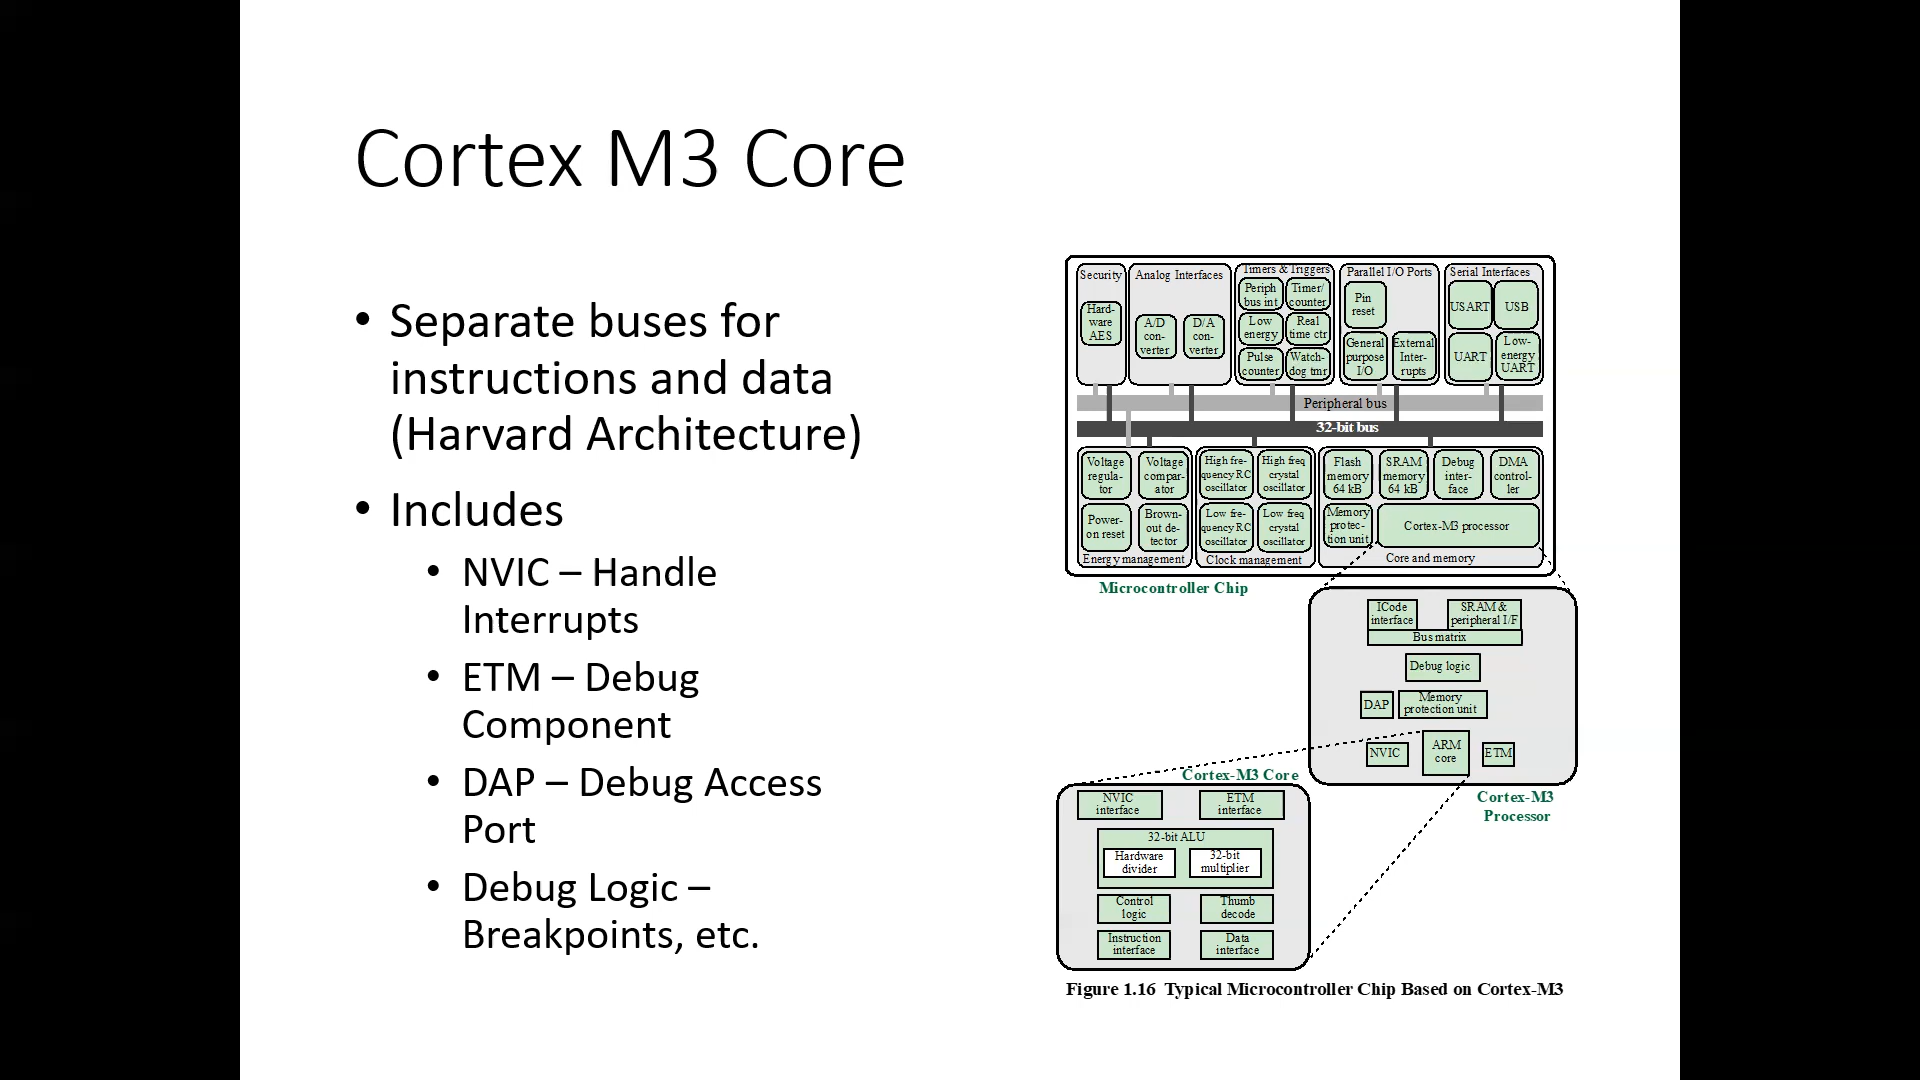 Cortex M3 Core
• Separate buses for
instructions and data
(Harvard Architecture)
• Includes
• NVIC – Handle
Interrupts
• ETM – Debug
Component
• DAP – Debug Access
Port
• Debug Logic –
Breakpoints, etc.
Security
Hard-
ware
AES
Analog Interfaces
A/D
con-
verter
D/A
con-
verter
Timers & Triggers
Periph
bus int
Timer/
counter
Low
energy
Real
time ctr
Pulse
counter
Watch-
dog tmr
Parallel I/O Ports
Pin
reset
General
purpose
I/O
External
Inter-
rupts
Serial Interfaces
USART
USB
UART
Low-
energy
UART
Peripheral bus
32-bit bus
Voltage
regula-
tor
Voltage
compar-
ator
Power-
on reset
Brown-
out de-
tector
Energy management
High fre-
quency RC
oscillator
High freq
crystal
oscillator
Low fre-
quency RC
oscillator
Low freq
crystal
oscillator
Clock management
Flash
memory
64 kB
SRAM
memory
64 kB
Debug
inter-
face
DMA
control-
ler
Memory
protec-
tion unit
Cortex-M3 processor
Core and memory
Microcontroller Chip
ICode
interface
SRAM &
peripheral I/F
Bus matrix
Debug logic
DAP
Memory
protection unit
NVIC
ARM
core
ETM
Cortex-M3
Processor
Cortex-M3 Core
NVIC
interface
ETM
interface
32-bit ALU
Hardware
divider
32-bit
multiplier
Control
logic
Thumb
decode
Instruction
interface
Data
interface
Figure 1.16 Typical Microcontroller Chip Based on Cortex-M3